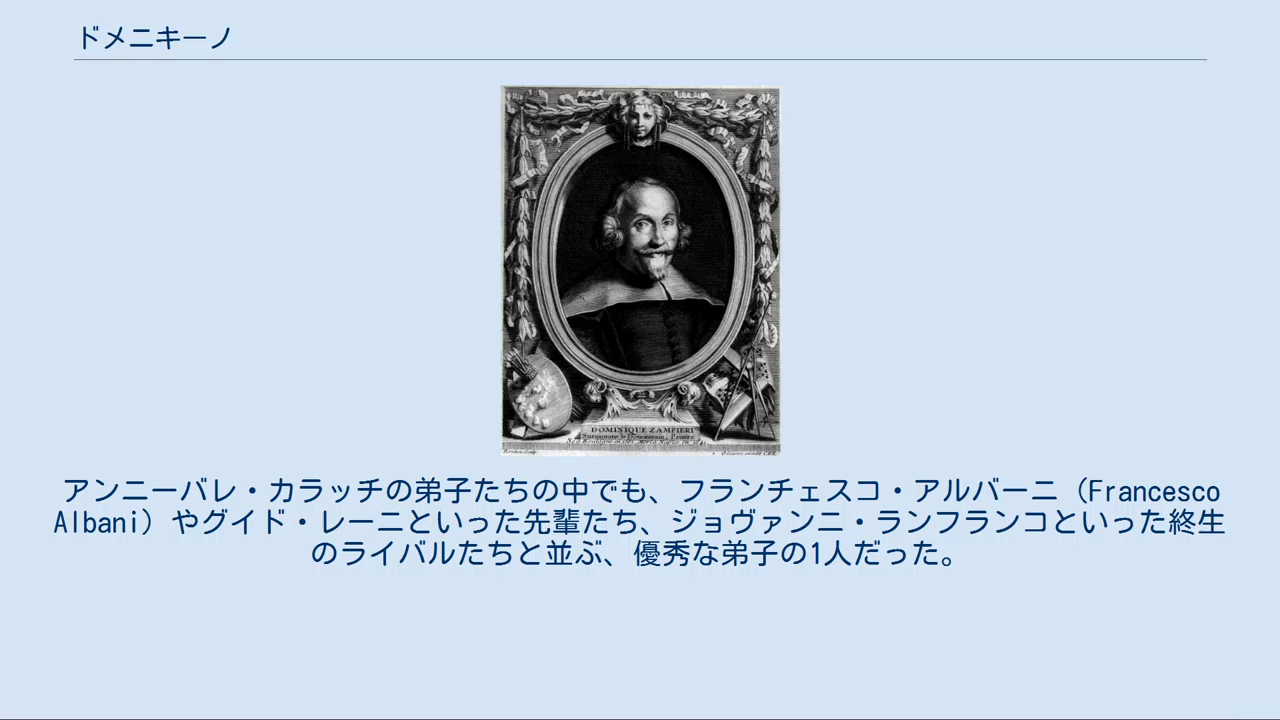 ドメニキーノ
DOMINIQUE ZAMPIERI
アンニーバレ・カラッチの弟子たちの中でも、フランチェスコ・アルバーニ（Francesco
Albani）やグイド・レーニといった先輩たち、ジョヴァンニ・ランフランコといった終生
のライバルたちと並ぶ、優秀な弟子の1人だった。